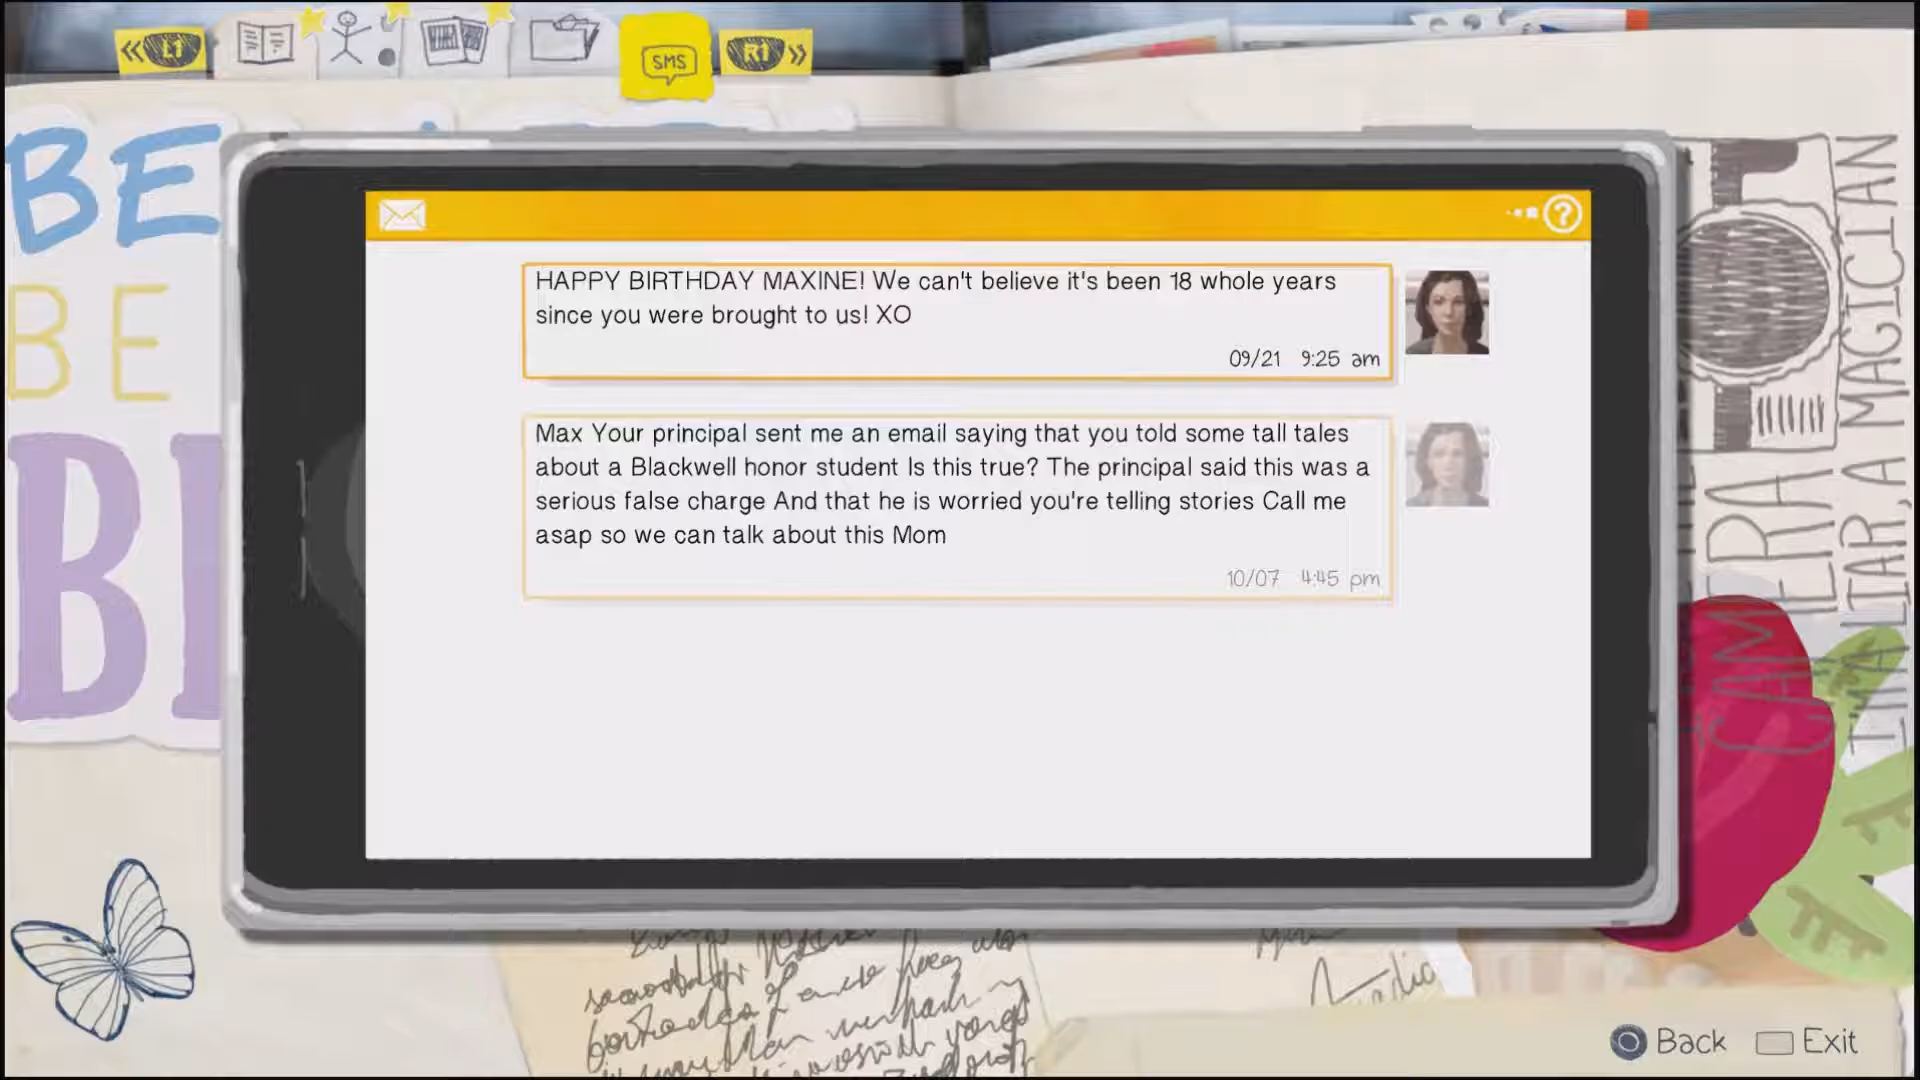 L1
SMS
R1
BE
BE
HAPPY BIRTHDAY MAXINE! We can't believe it's been 18 whole years
since you were brought to us! XO
09/21 9:25 am
Max Your principal sent me an email saying that you told some tall tales
about a Blackwell honor student Is this true? The principal said this was a
serious false charge And that he is worried you're telling stories Call me
asap so we can talk about this Mom
10/07 4:45 pm
CAMERA
I'M A LIAR, A MAGICIAN
Back
Exit